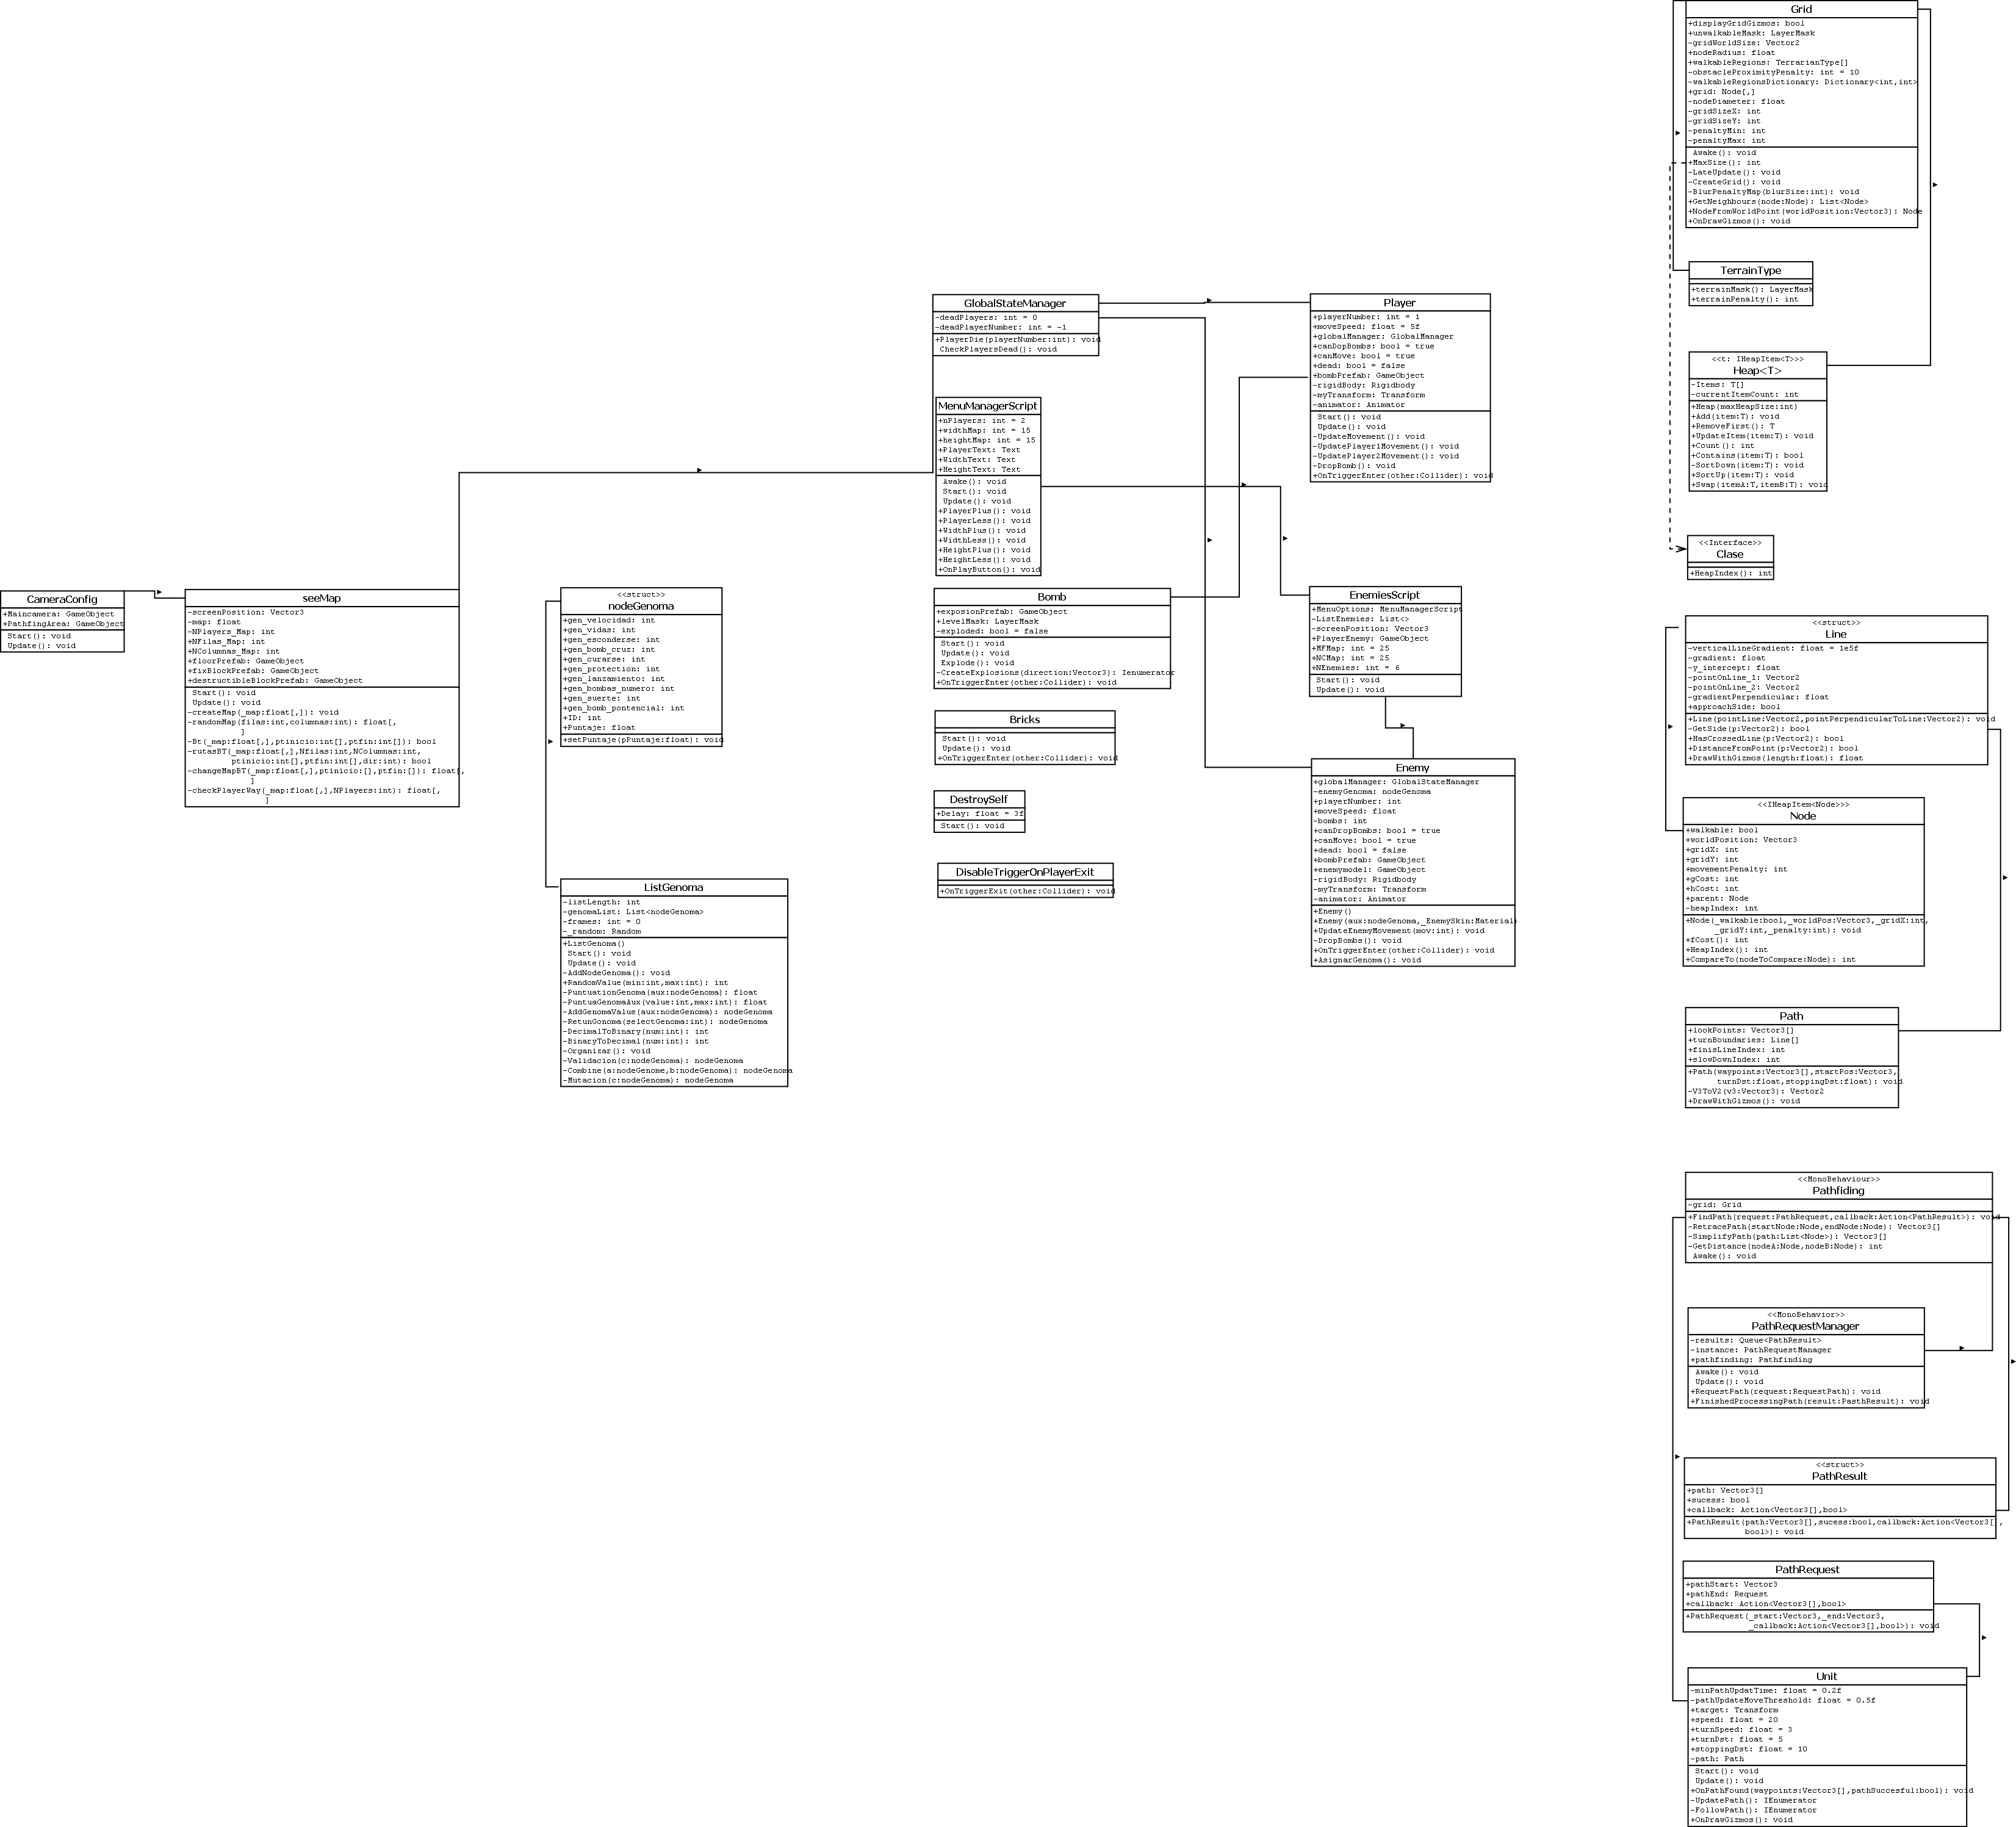 CameraConfig
+Maincamera: GameObject
+PathfingArea: GameObject
Start(): void
Update(): void
seeMap
-screenPosition: Vector3
-map: float
-NPlayers_Map: int
+NFilas_Map: int
+NColumnas_Map: int
+floorPrefab: GameObject
+fixBlockPrefab: GameObject
+destructibleBlockPrefab: GameObject
Start(): void
Update(): void
-createMap(_map:float[,]): void
-randomMap(filas:int,columnas:int): float[,
]
-Bt(_map:float[,],ptinicio:int[],ptfin:int[]): bool
-rutasBT(_map:float[,],Nfilas:int,NColumnas:int,
ptinicio:int[],ptfin:int[],dir:int): bool
-changeMapBT(_map:float[,],ptinicio:[],ptfin:[]): float[,
]
-checkPlayerWay(_map:float[,],NPlayers:int): float[,
]
<<struct>>
nodeGenoma
+gen_velocidad: int
+gen_vidas: int
+gen_esconderse: int
+gen_bomb_cruz: int
+gen_curarse: int
+gen_protection: int
+gen_lanzamiento: int
+gen_bombas_numero: int
+gen_suerte: int
+gen_bomb_pontencial: int
+ID: int
+Puntaje: float
+setPuntaje(pPuntaje:float): void
ListGenoma
-listLength: int
-genomaList: List<nodeGenoma>
-frames: int = 0
-_random: Random
+ListGenoma()
Start(): void
Update(): void
-AddNodeGenoma(): void
+RandomValue(min:int,max:int): int
-PuntuationGenoma(aux:nodeGenoma): float
-PuntuaGenomaAux(value:int,max:int): float
-AddGenomaValue(aux:nodeGenoma): nodeGenoma
-RetunGonoma(selectGenoma:int): nodeGenoma
-DecimalToBinary(num:int): int
-BinaryToDecimal(num:int): int
-Organizar(): void
-Validacion(c:nodeGenoma): nodeGenoma
-Combine(a:nodeGenome,b:nodeGenoma): nodeGenoma
-Mutacion(c:nodeGenoma): nodeGenoma
GlobalStateManager
-deadPlayers: int = 0
-deadPlayerNumber: int = -1
+PlayerDie(playerNumber:int): void
CheckPlayersDead(): void
MenuManagerScript
+nPlayers: int = 2
+widthMap: int = 15
+heightMap: int = 15
+PlayerText: Text
+WidthText: Text
+HeightText: Text
Awake(): void
Start(): void
Update(): void
+PlayerPlus(): void
+PlayerLess(): void
+WidthPlus(): void
+WidthLess(): void
+HeightPlus(): void
+HeightLess(): void
+OnPlayButton(): void
Bomb
+exposionPrefab: GameObject
+levelMask: LayerMask
-exploded: bool = false
Start(): void
Update(): void
Explode(): void
-CreateExplosions(direction:Vector3): Ienumerator
+OnTriggerEnter(other:Collider): void
Bricks
Start(): void
Update(): void
+OnTriggerEnter(other:Collider): void
DestroySelf
+Delay: float = 3f
Start(): void
DisableTriggerOnPlayerExit
+OnTriggerExit(other:Collider): void
Player
+playerNumber: int = 1
+moveSpeed: float = 5f
+globalManager: GlobalManager
+canDopBombs: bool = true
+canMove: bool = true
+dead: bool = false
+bombPrefab: GameObject
-rigidBody: Rigidbody
-myTransform: Transform
-animator: Animator
Start(): void
Update(): void
-UpdateMovement(): void
-UpdatePlayer1Movement(): void
-UpdatePlayer2Movement(): void
-DropBomb(): void
+OnTriggerEnter(other:Collider): void
EnemiesScript
+MenuOptions: MenuManagerScript
-ListEnemies: List<>
-screenPosition: Vector3
+PlayerEnemy: GameObject
+MFMap: int = 25
+NCMap: int = 25
+NEnemies: int = 6
Start(): void
Update(): void
Enemy
+globalManager: GlobalStateManager
-enemyGenoma: nodeGenoma
+playerNumber: int
+moveSpeed: float
-bombs: int
+canDropBombs: bool = true
+canMove: bool = true
+dead: bool = false
+bombPrefab: GameObject
+enemymodel: GameObject
-rigidBody: Rigidbody
-myTransform: Transform
-animator: Animator
+Enemy()
+Enemy(aux:nodeGenoma,_EnemySkin:Material)
+UpdateEnemyMovement(mov:int): void
-DropBombs(): void
+OnTriggerEnter(other:Collider): void
+AsignarGenoma(): void
Grid
+displayGridGizmos: bool
+unwalkableMask: LayerMask
-gridWorldSize: Vector2
+nodeRadius: float
+walkableRegions: TerrarianType[]
-obstacleProximityPenalty: int = 10
-walkableRegionsDictionary: Dictionary<int,int>
+grid: Node[,]
-nodeDiameter: float
-gridSizeX: int
-gridSizeY: int
-penaltyMin: int
-penaltyMax: int
Awake(): void
+MaxSize(): int
-LateUpdate(): void
-CreateGrid(): void
-BlurPenaltyMap(blurSize:int): void
+GetNeighbours(node:Node): List<Node>
+NodeFromWorldPoint(worldPosition:Vector3): Node
+OnDrawGizmos(): void
TerrainType
+terrainMask(): LayerMask
+terrainPenalty(): int
<<t: IHeapItem<T>>>
Heap<T>
-Items: T[]
-currentItemCount: int
+Heap(maxHeapSize:int)
+Add(item:T): void
+RemoveFirst(): T
+UpdateItem(item:T): void
+Count(): int
+Contains(item:T): bool
-SortDown(item:T): void
+SortUp(item:T): void
+Swap(itemA:T,itemB:T): void
<<Interface>>
Clase
+HeapIndex(): int
<<struct>>
Line
-verticalLineGradient: float = 1e5f
-gradient: float
-y_intercept: float
-pointOnLine_1: Vector2
-pointOnLine_2: Vector2
-gradientPerpendicular: float
+approachSide: bool
+Line(pointLine:Vector2,pointPerpendicularToLine:Vector2): void
-GetSide(p:Vector2): bool
+HasCrossedLine(p:Vector2): bool
+DistanceFromPoint(p:Vector2): bool
+DrawWithGizmos(length:float): float
<<IHeapItem<Node>>>
Node
+walkable: bool
+worldPosition: Vector3
+gridX: int
+gridY: int
+movementPenalty: int
+gCost: int
+hCost: int
+parent: Node
-heapIndex: int
+Node(_walkable:bool,_worldPos:Vector3,_gridX:int,
_gridY:int,_penalty:int): void
+fCost(): int
+HeapIndex(): int
+CompareTo(nodeToCompare:Node): int
Path
+lookPoints: Vector3[]
+turnBoundaries: Line[]
+finisLineIndex: int
+slowDownIndex: int
+Path(waypoints:Vector3[],startPos:Vector3,
turnDst:float,stoppingDst:float): void
-V3ToV2(v3:Vector3): Vector2
+DrawWithGizmos(): void
<<MonoBehaviour>>
Pathfiding
-grid: Grid
+FindPath(request:PathRequest,callback:Action<PathResult>): void
-RetracePath(startNode:Node,endNode:Node): Vector3[]
-SimplifyPath(path:List<Node>): Vector3[]
-GetDistance(nodeA:Node,nodeB:Node): int
Awake(): void
<<MonoBehavior>>
PathRequestManager
-results: Queue<PathResult>
-instance: PathRequestManager
+pathfinding: Pathfinding
Awake(): void
Update(): void
+RequestPath(request:RequestPath): void
+FinishedProcessingPath(result:PasthResult): void
<<struct>>
PathResult
+path: Vector3[]
+sucess: bool
+callback: Action<Vector3[],bool>
+PathResult(path:Vector3[],sucess:bool,callback:Action<Vector3[],
bool>): void
PathRequest
+pathStart: Vector3
+pathEnd: Request
+callback: Action<Vector3[],bool>
+PathRequest(_start:Vector3,_end:Vector3,
_callback:Action<Vector3[],bool>): void
Unit
-minPathUpdatTime: float = 0.2f
-pathUpdateMoveThreshold: float = 0.5f
+target: Transform
+speed: float = 20
+turnSpeed: float = 3
+turnDst: float = 5
+stoppingDst: float = 10
-path: Path
Start(): void
Update(): void
+OnPathFound(waypoints:Vector3[],pathSuccesful:bool): void
-UpdatePath(): IEnumerator
-FollowPath(): IEnumerator
+OnDrawGizmos(): void